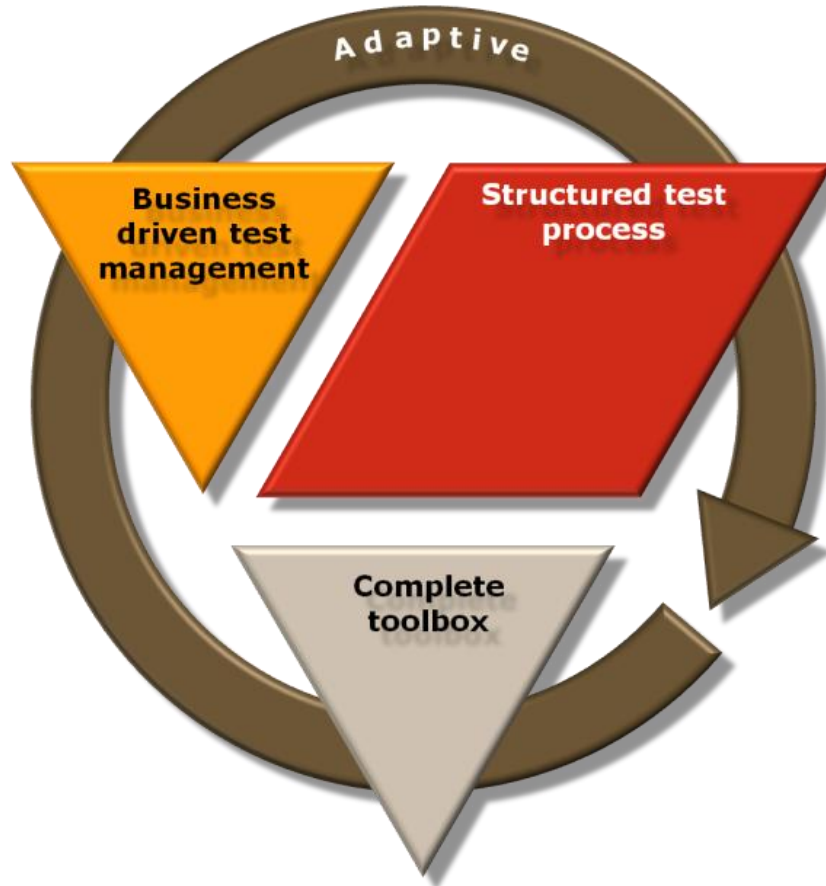 Adaptive
Business
driven test
management
Structured test
process
Complete
toolbox